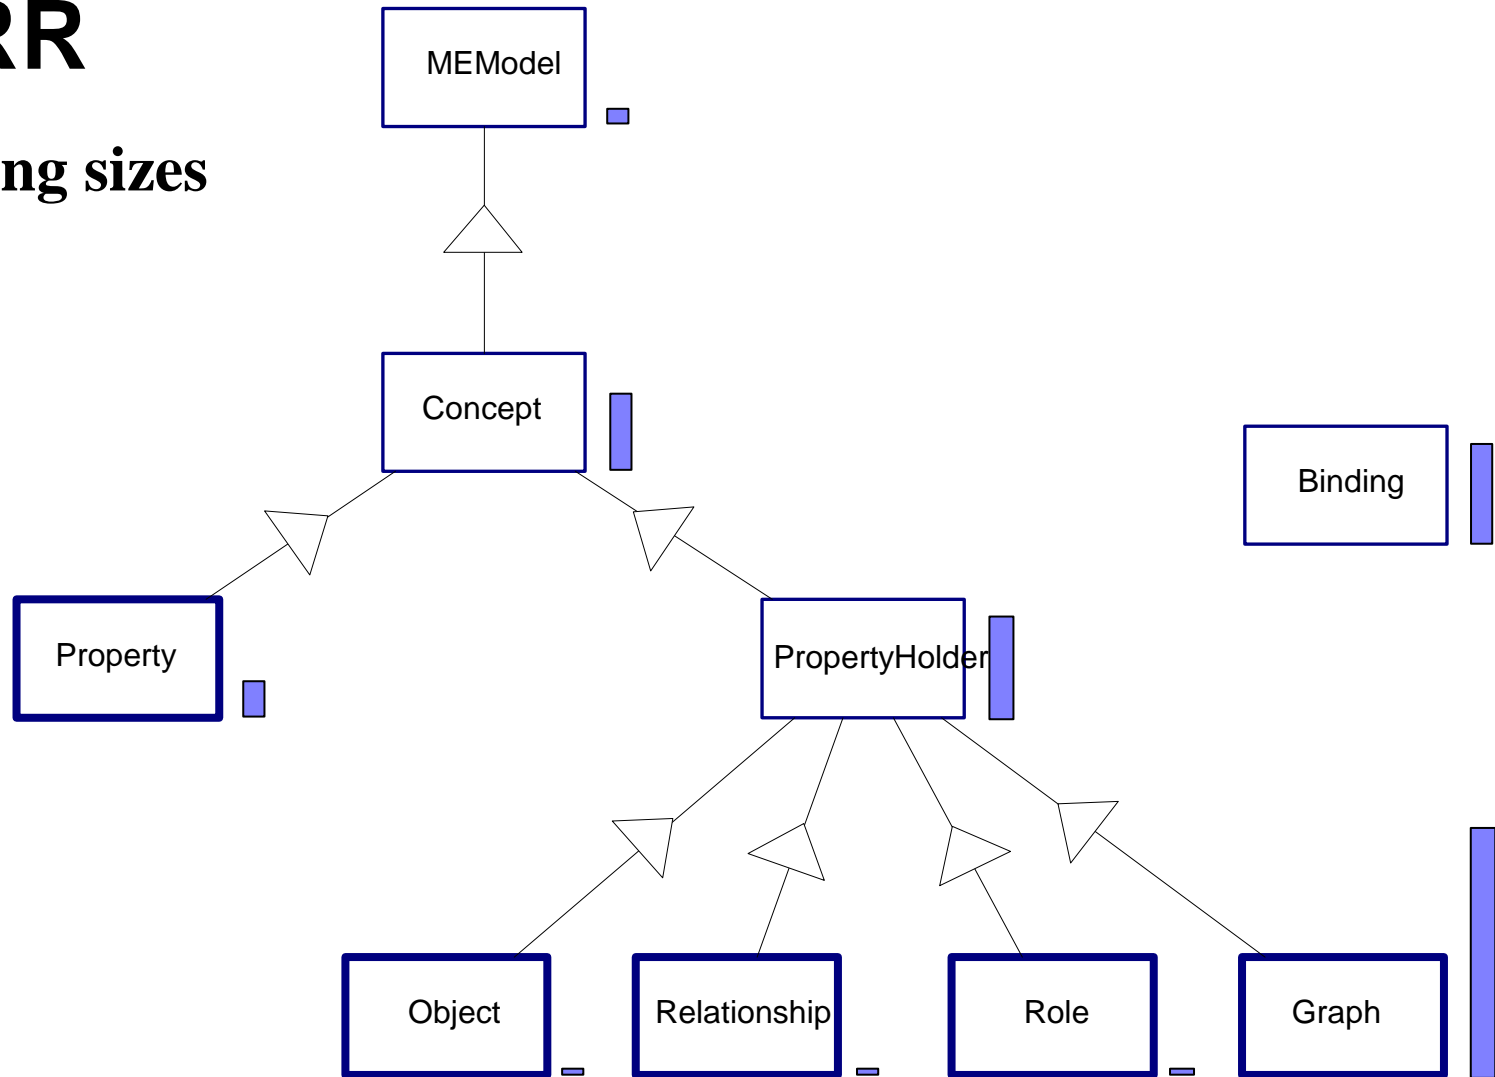 RR
ng sizes
MEModel
Concept
Binding
Property
PropertyHolder
Object
Relationship
Role
Graph